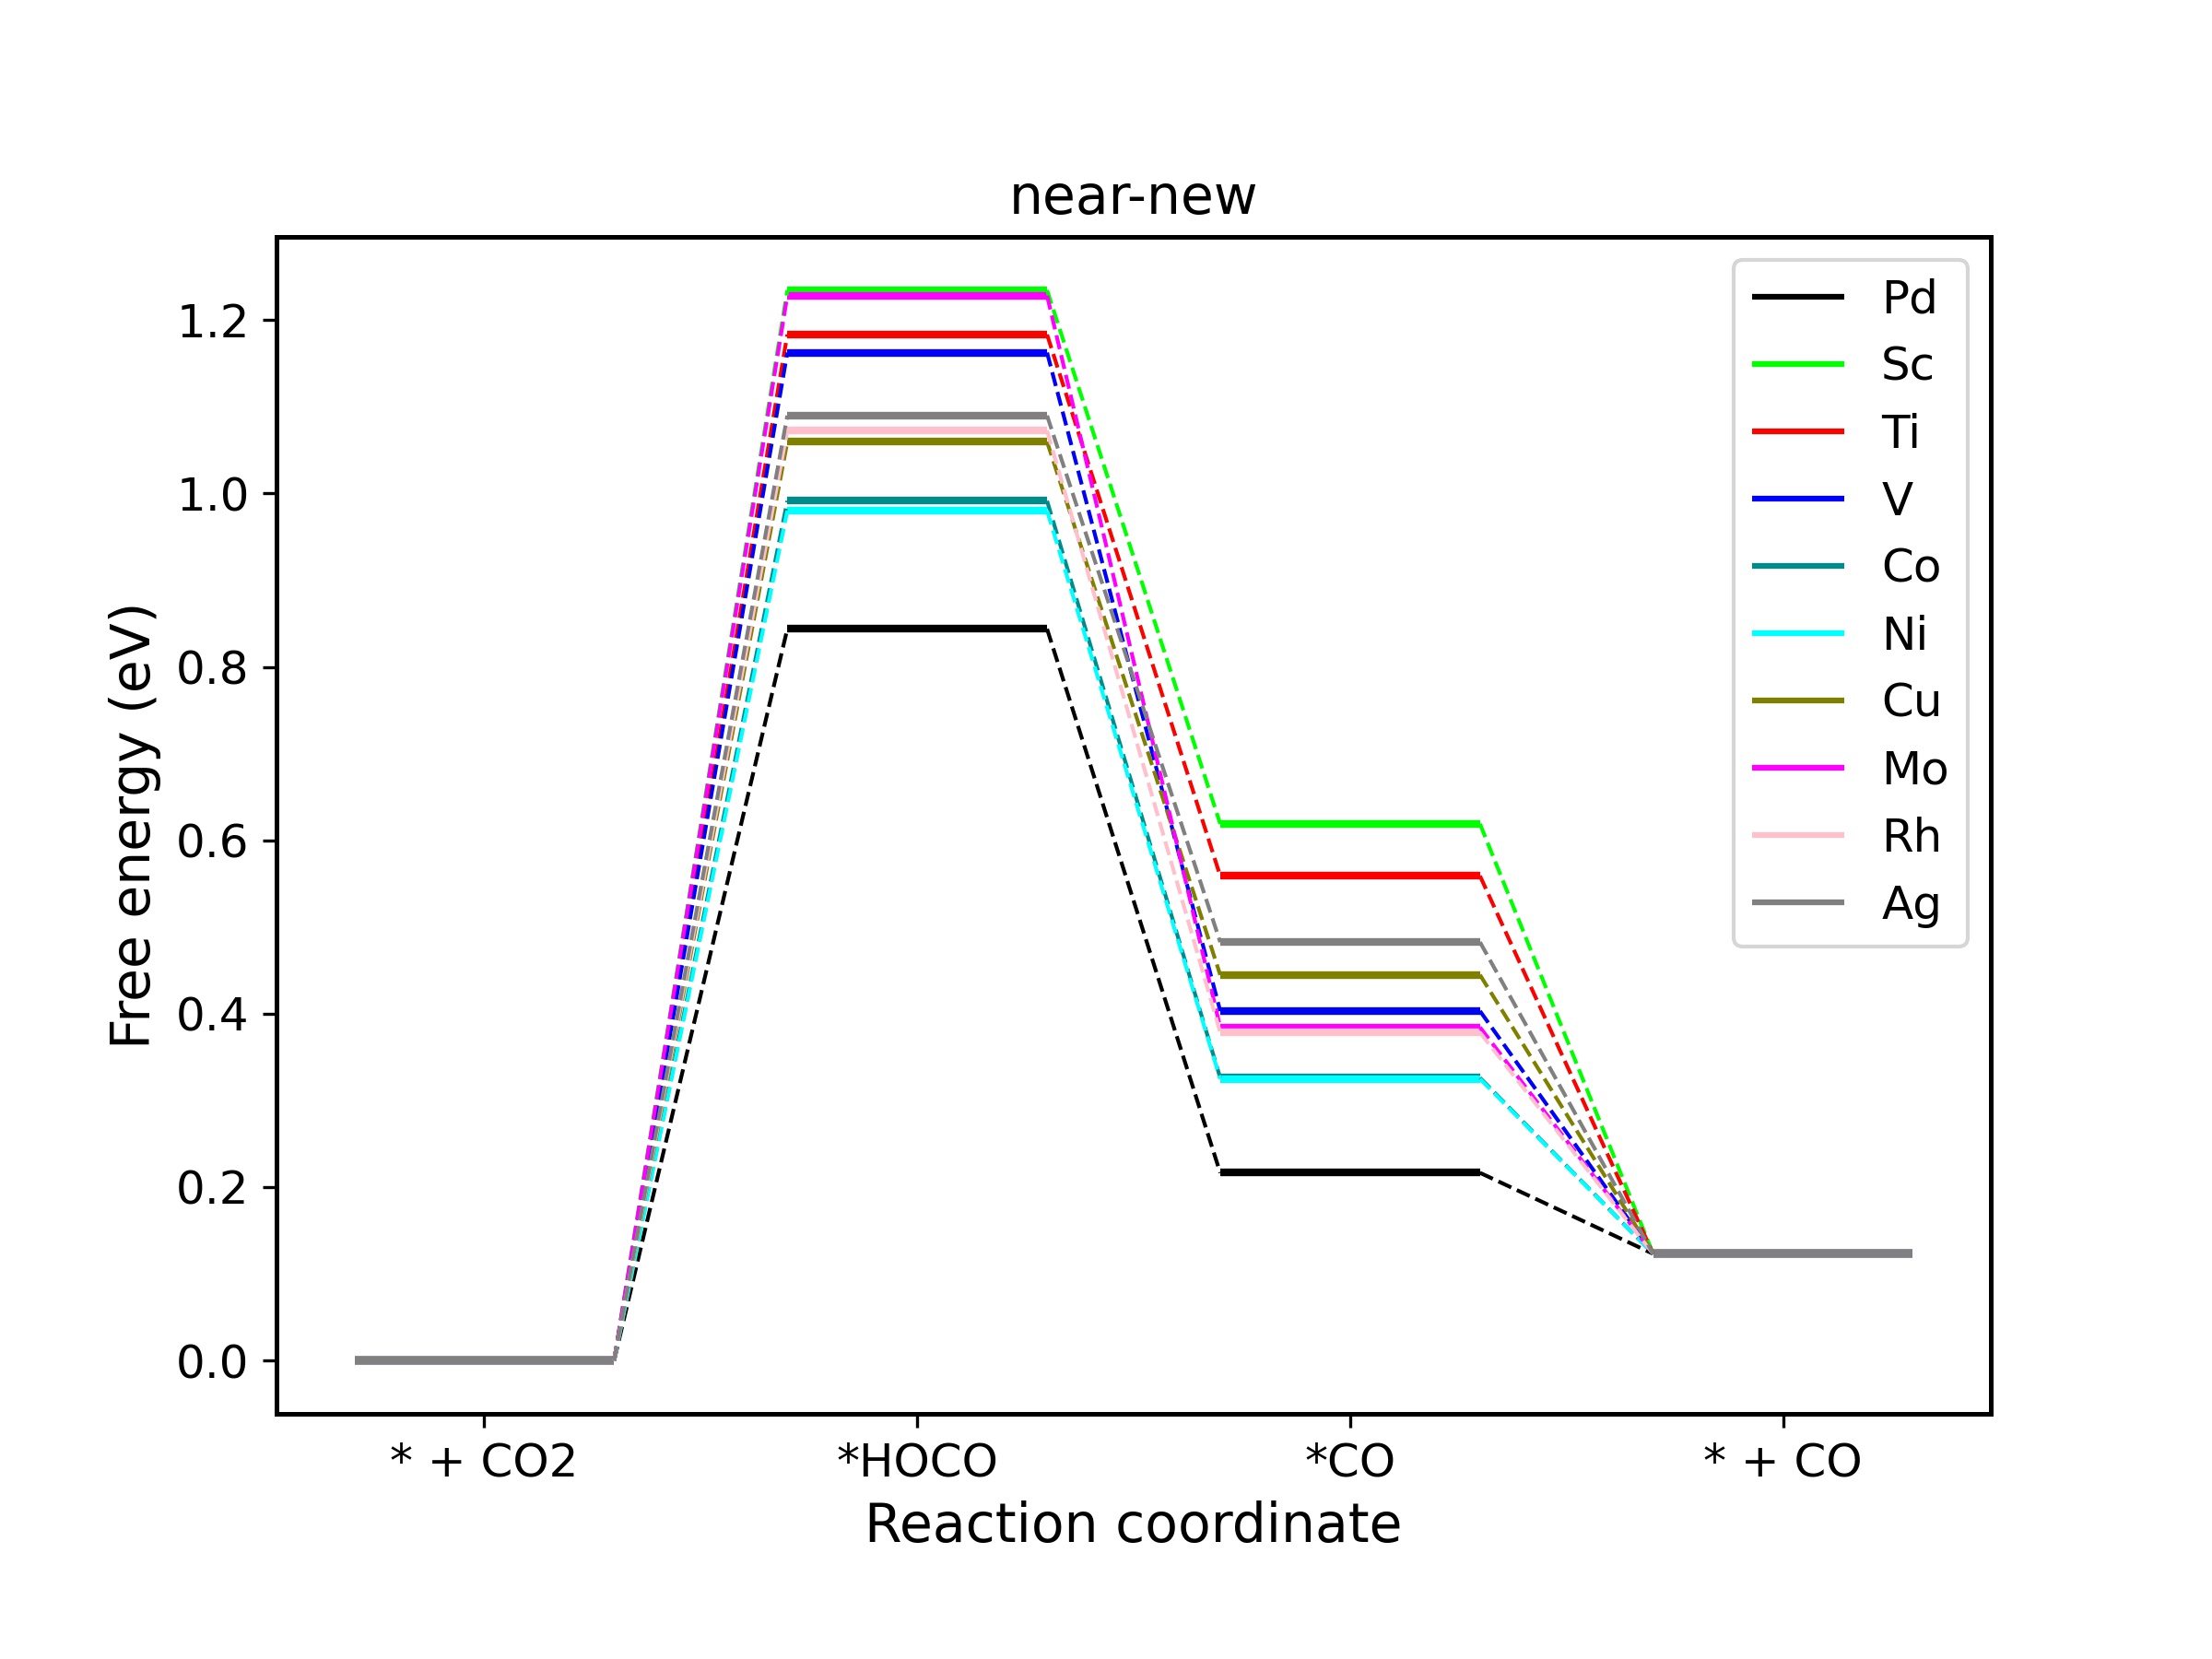 near-new
Free energy (eV)
1.2
1.0
0.8
0.6
0.4
0.2
0.0
Pd
Sc
Ti
V
Co
Ni
Cu
Mo
Rh
Ag
* + CO2
*HOCO
*CO
* + CO
Reaction coordinate